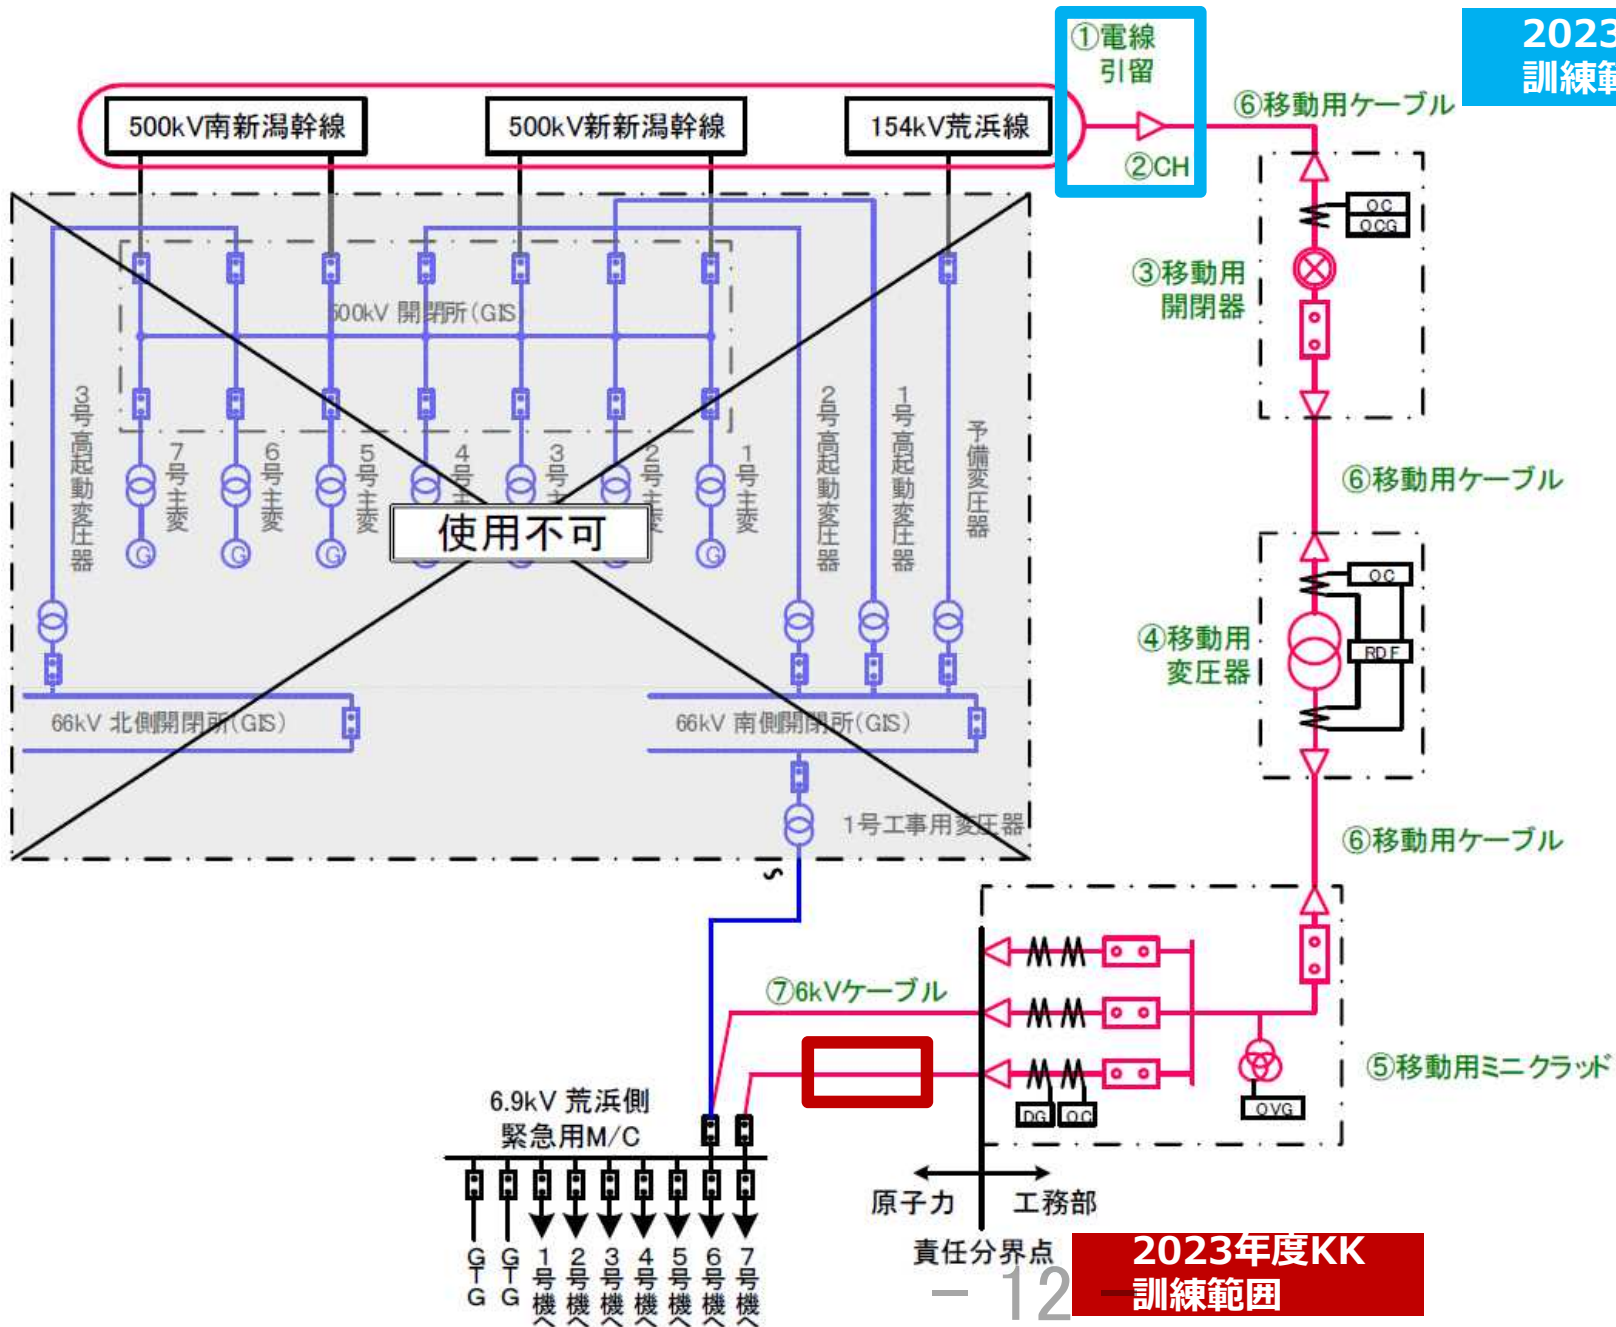 ①電線
引留
2023
訓練範
500kV南新潟幹線
500kV新新潟幹線
154kV荒浜線
②CH
⑥移動用ケーブル
OC
OCG
③移動用
開閉器
500kV 開閉所(GIS)
3号高起動変圧器
7号主変
6号主変
5号主変
4号主
3号主
2号主変
1号主変
2号高起動変圧器
1号高起動変圧器
予備変圧器
G
G
G
G
使用不可
⑥移動用ケーブル
OC
④移動用
変圧器
RDF
66kV 北側開閉所(GIS)
66kV 南側開閉所(GIS)
1号工事用変圧器
⑥移動用ケーブル
⑦6kVケーブル
⑤移動用ミニクラッド
DG
OC
OVG
6.9kV 荒浜側
緊急用M/C
原子力
工務部
責任分界点
GTG
GTG
1号機へ
2号機へ
3号機へ
4号機へ
5号機へ
6号機へ
7号機へ
2023年度KK
訓練範囲
- 12 -